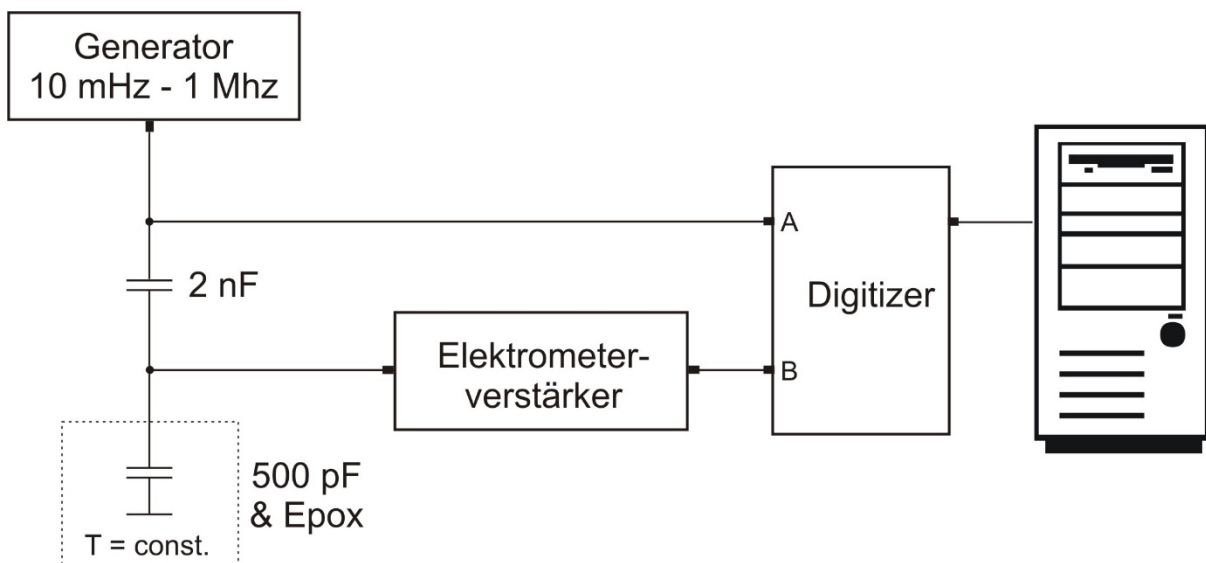 Generator
10 mHz - 1 Mhz
A
2 nF
Digitizer
Elektrometer-
verstärker
B
500 pF
& Epox
T = const.